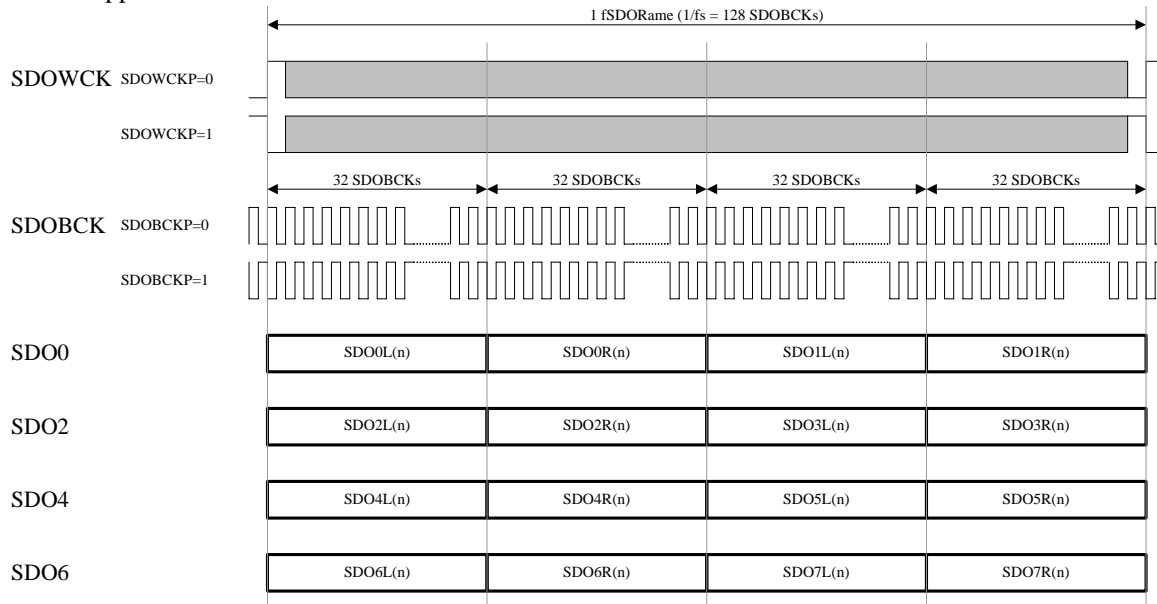 1 fSDORame (1/fs = 128 SDOBCKs)
SDOWCK SDOWCKP=0
SDOWCKP=1
32 SDOBCKs 32 SDOBCKs 32 SDOBCKs 32 SDOBCKs
SDOBCK SDOBCKP=0
SDOBCKP=1
SDO0 SDO0L(n) SDO0R(n) SDO1L(n) SDO1R(n)
SDO2 SDO2L(n) SDO2R(n) SDO3L(n) SDO3R(n)
SDO4 SDO4L(n) SDO4R(n) SDO5L(n) SDO5R(n)
SDO6 SDO6L(n) SDO6R(n) SDO7L(n) SDO7R(n)